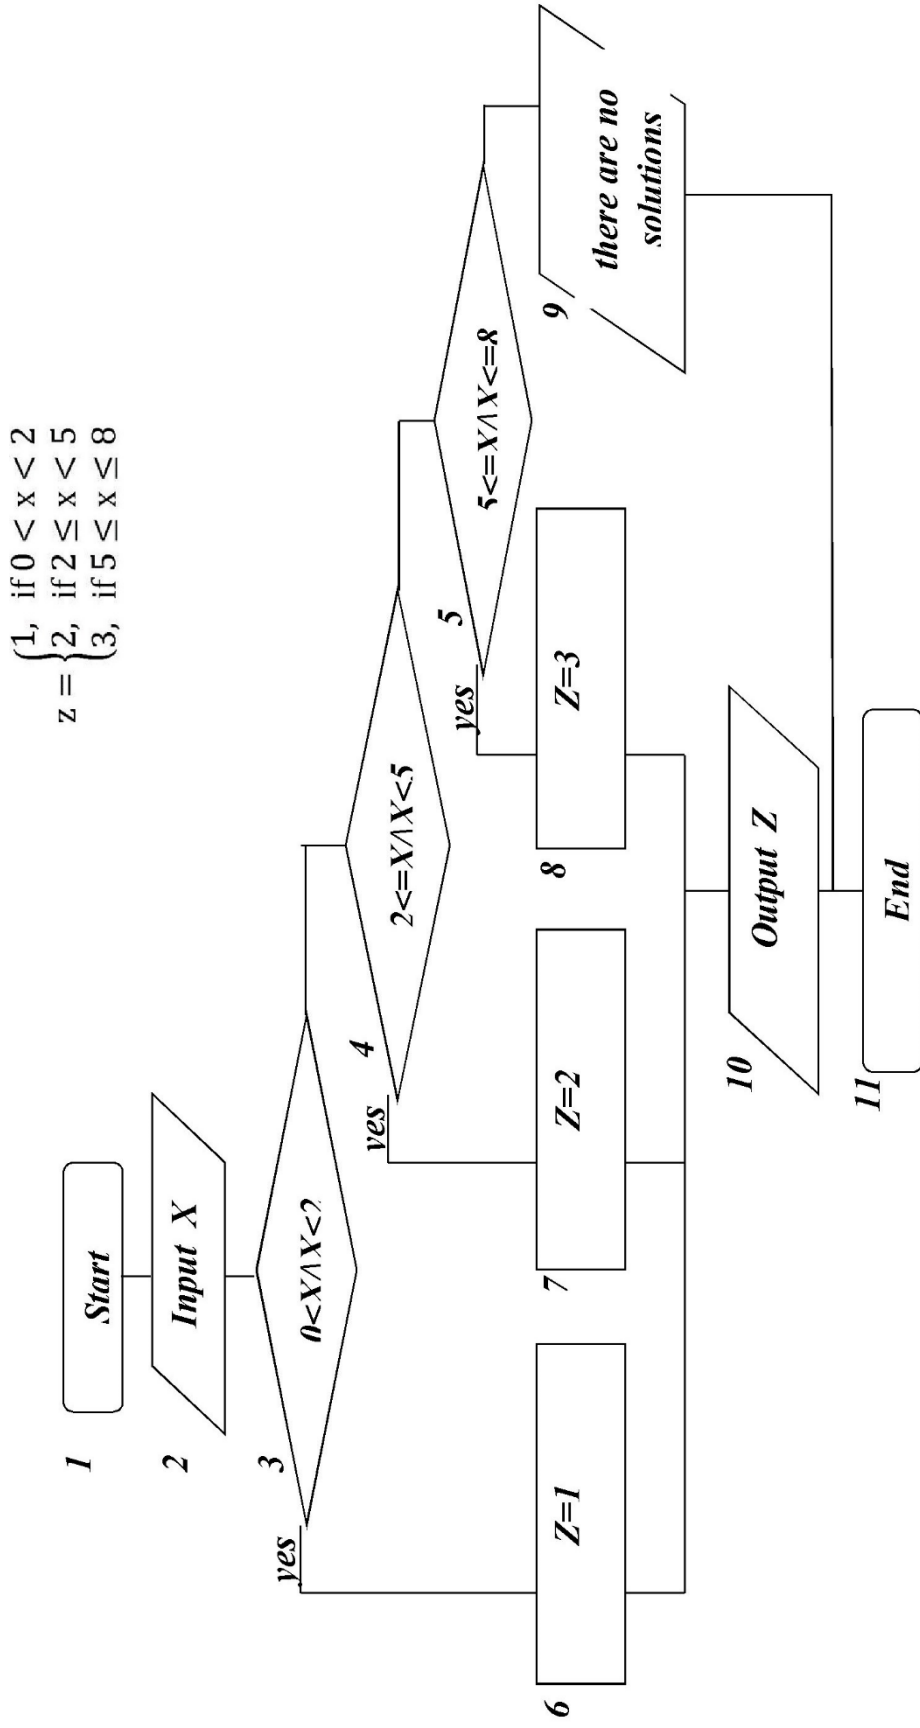 z = { 1, if 0 < x < 2
2, if 2 ≤ x < 5
3, if 5 ≤ x ≤ 8
1
Start
2
Input X
3
0<X∧X<2
yes
4
2<=X∧X<5
yes
5
5<=X∧X<=8
yes
6
Z=1
7
Z=2
8
Z=3
9
there are no
solutions
10
Output Z
11
End